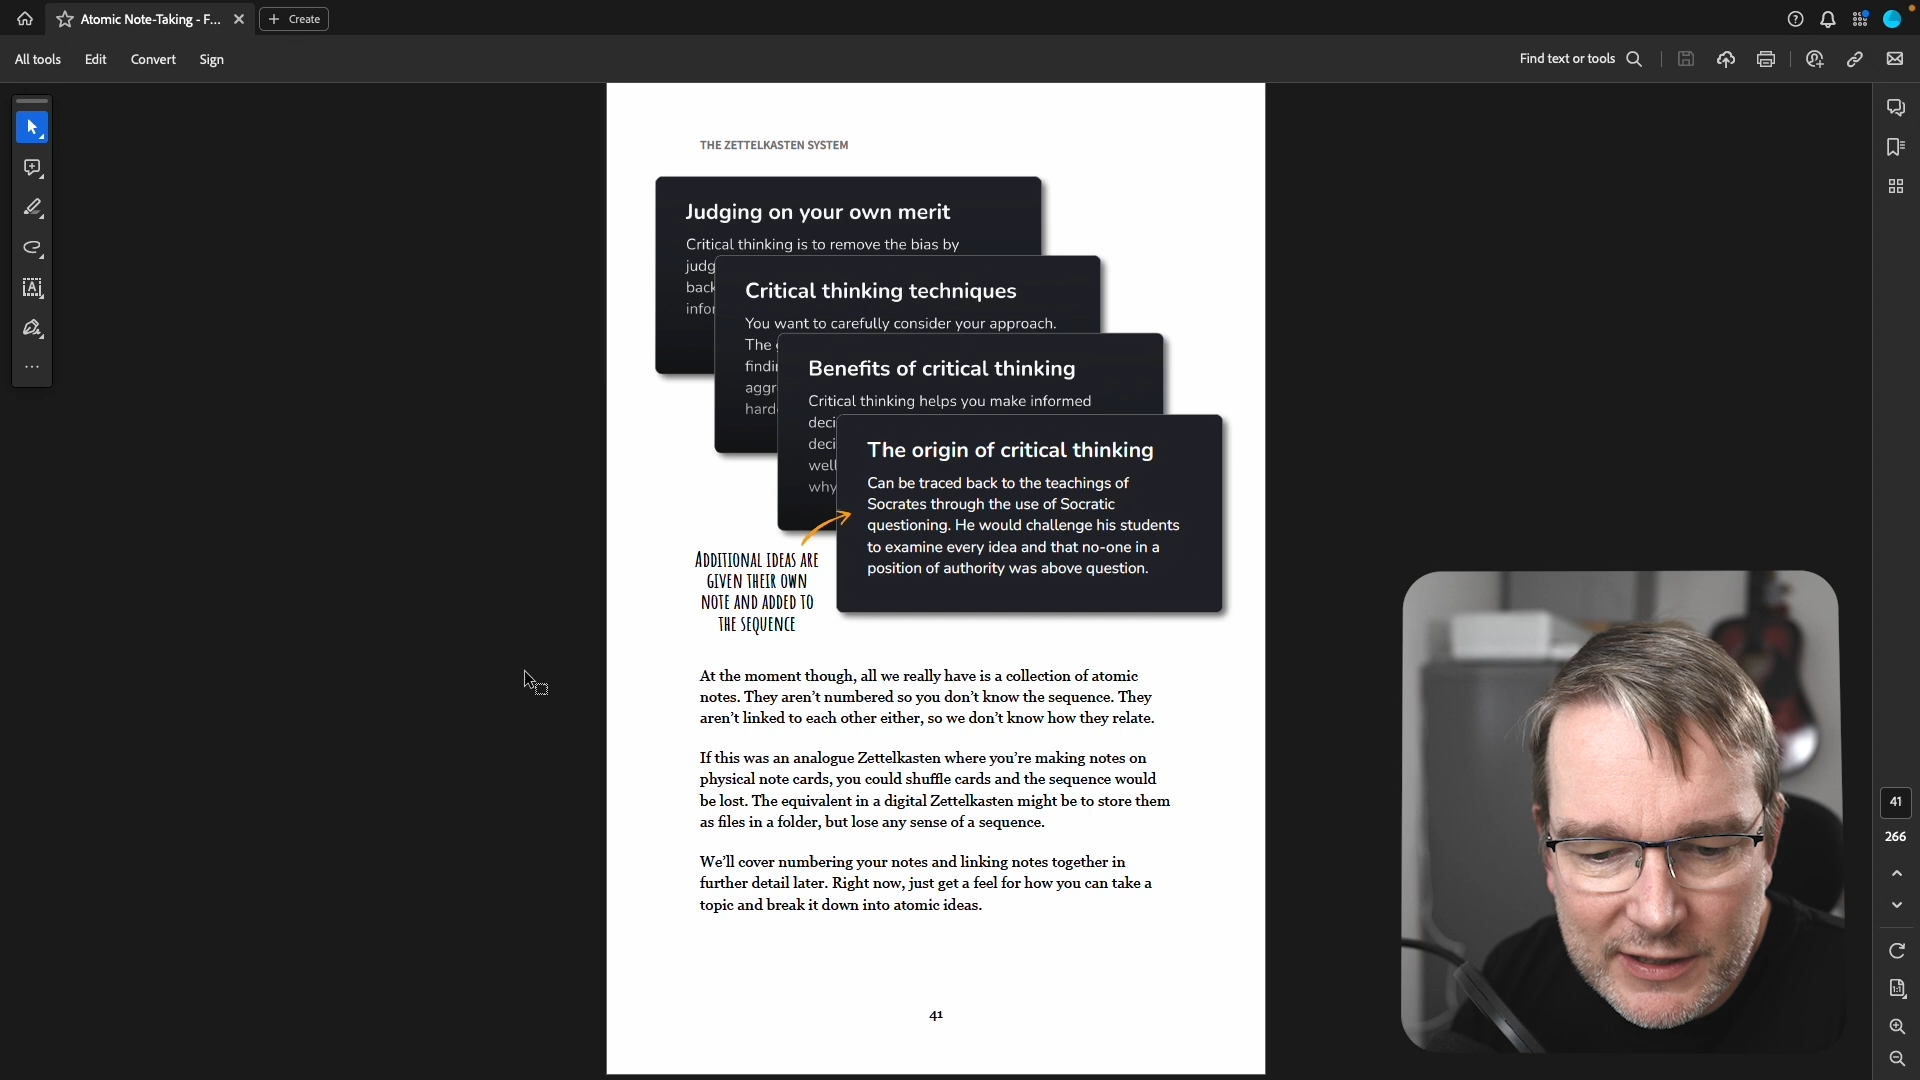 Atomic Note-Taking - F...
Create
All tools
Edit
Convert
Sign
Find text or tools
THE ZETTELKASTEN SYSTEM
Judging on your own merit
Critical thinking is to remove the bias by
judg
back
infor
Critical thinking techniques
You want to carefully consider your approach.
The
findi
aggr
hard
Benefits of critical thinking
Critical thinking helps you make informed
deci
deci
well
why
The origin of critical thinking
Can be traced back to the teachings of
Socrates through the use of Socratic
questioning. He would challenge his students
to examine every idea and that no-one in a
position of authority was above question.
ADDITIONAL IDEAS ARE
GIVEN THEIR OWN
NOTE AND ADDED TO
THE SEQUENCE
At the moment though, all we really have is a collection of atomic
notes. They aren't numbered so you don't know the sequence. They
aren't linked to each other either, so we don't know how they relate.
If this was an analogue Zettelkasten where you're making notes on
physical note cards, you could shuffle cards and the sequence would
be lost. The equivalent in a digital Zettelkasten might be to store them
as files in a folder, but lose any sense of a sequence.
We'll cover numbering your notes and linking notes together in
further detail later. Right now, just get a feel for how you can take a
topic and break it down into atomic ideas.
41
41
266